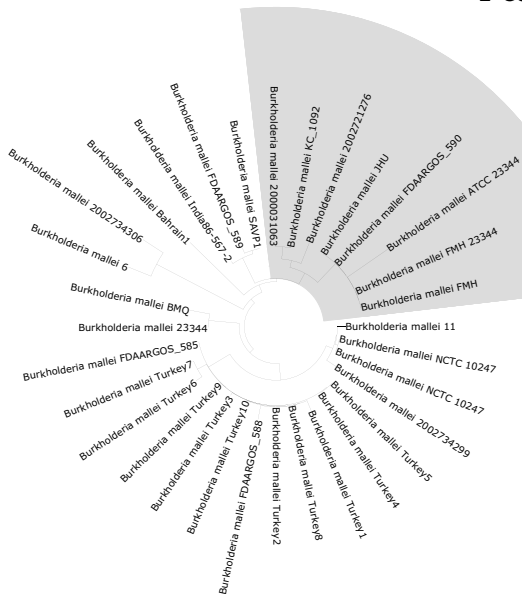 Burkholderia mallei 2000031063
Burkholderia mallei KC_1092
Burkholderia mallei 2002721276
Burkholderia mallei JHU
Burkholderia mallei FDAARGOS_590
Burkholderia mallei ATCC 23344
Burkholderia mallei FMH 23344
Burkholderia mallei FMH
Burkholderia mallei 11
Burkholderia mallei NCTC 10247
Burkholderia mallei NCTC 10247
Burkholderia mallei 2002734299
Burkholderia mallei Turkey5
Burkholderia mallei Turkey4
Burkholderia mallei Turkey1
Burkholderia mallei Turkey8
Burkholderia mallei Turkey2
Burkholderia mallei FDAARGOS_588
Burkholderia mallei Turkey10
Burkholderia mallei Turkey3
Burkholderia mallei Turkey9
Burkholderia mallei Turkey6
Burkholderia mallei Turkey7
Burkholderia mallei FDAARGOS_585
Burkholderia mallei 23344
Burkholderia mallei BMQ
Burkholderia mallei 6
Burkholderia mallei 2002734306
Burkholderia mallei Bahrain1
Burkholderia mallei India86-567-2
Burkholderia mallei FDAARGOS_589
Burkholderia mallei SAVP1